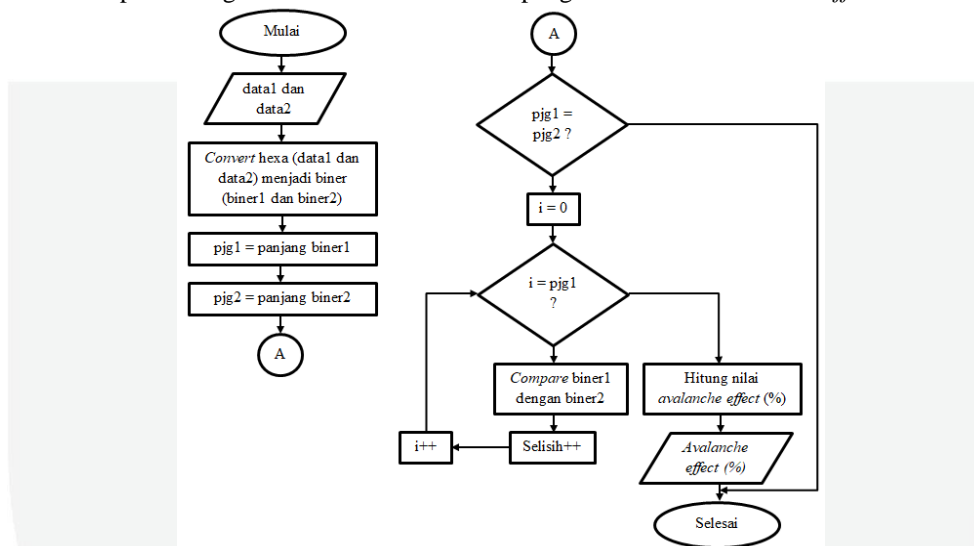 Mulai
data1 dan
data2
Convert hexa (data1 dan
data2) menjadi biner
(biner1 dan biner2)
pjg1 = panjang biner1
pjg2 = panjang biner2
A
A
pjg1 =
pjg2 ?
i = 0
i = pjg1
?
Compare biner1
dengan biner2
Selisih++
i++
Hitung nilai
avalanche effect (%)
Avalanche
effect (%)
Selesai